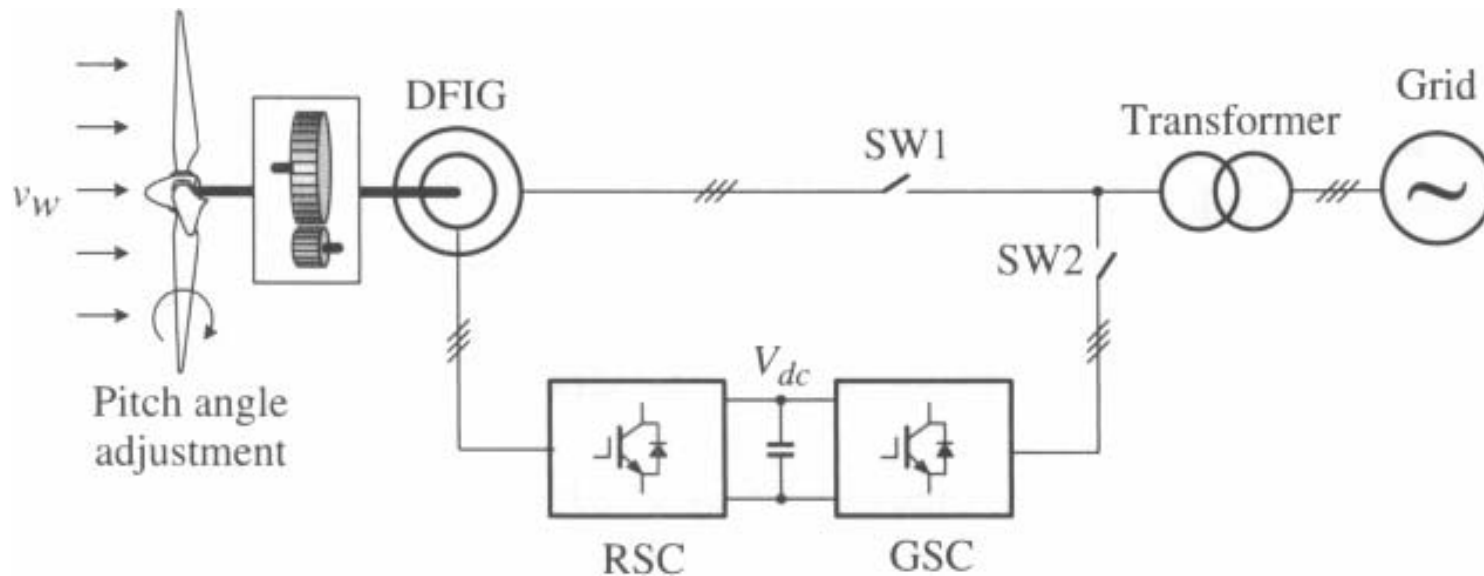 DFIG
Grid
Transformer
SW1
v_w
SW2
V_dc
Pitch angle
adjustment
RSC
GSC
~